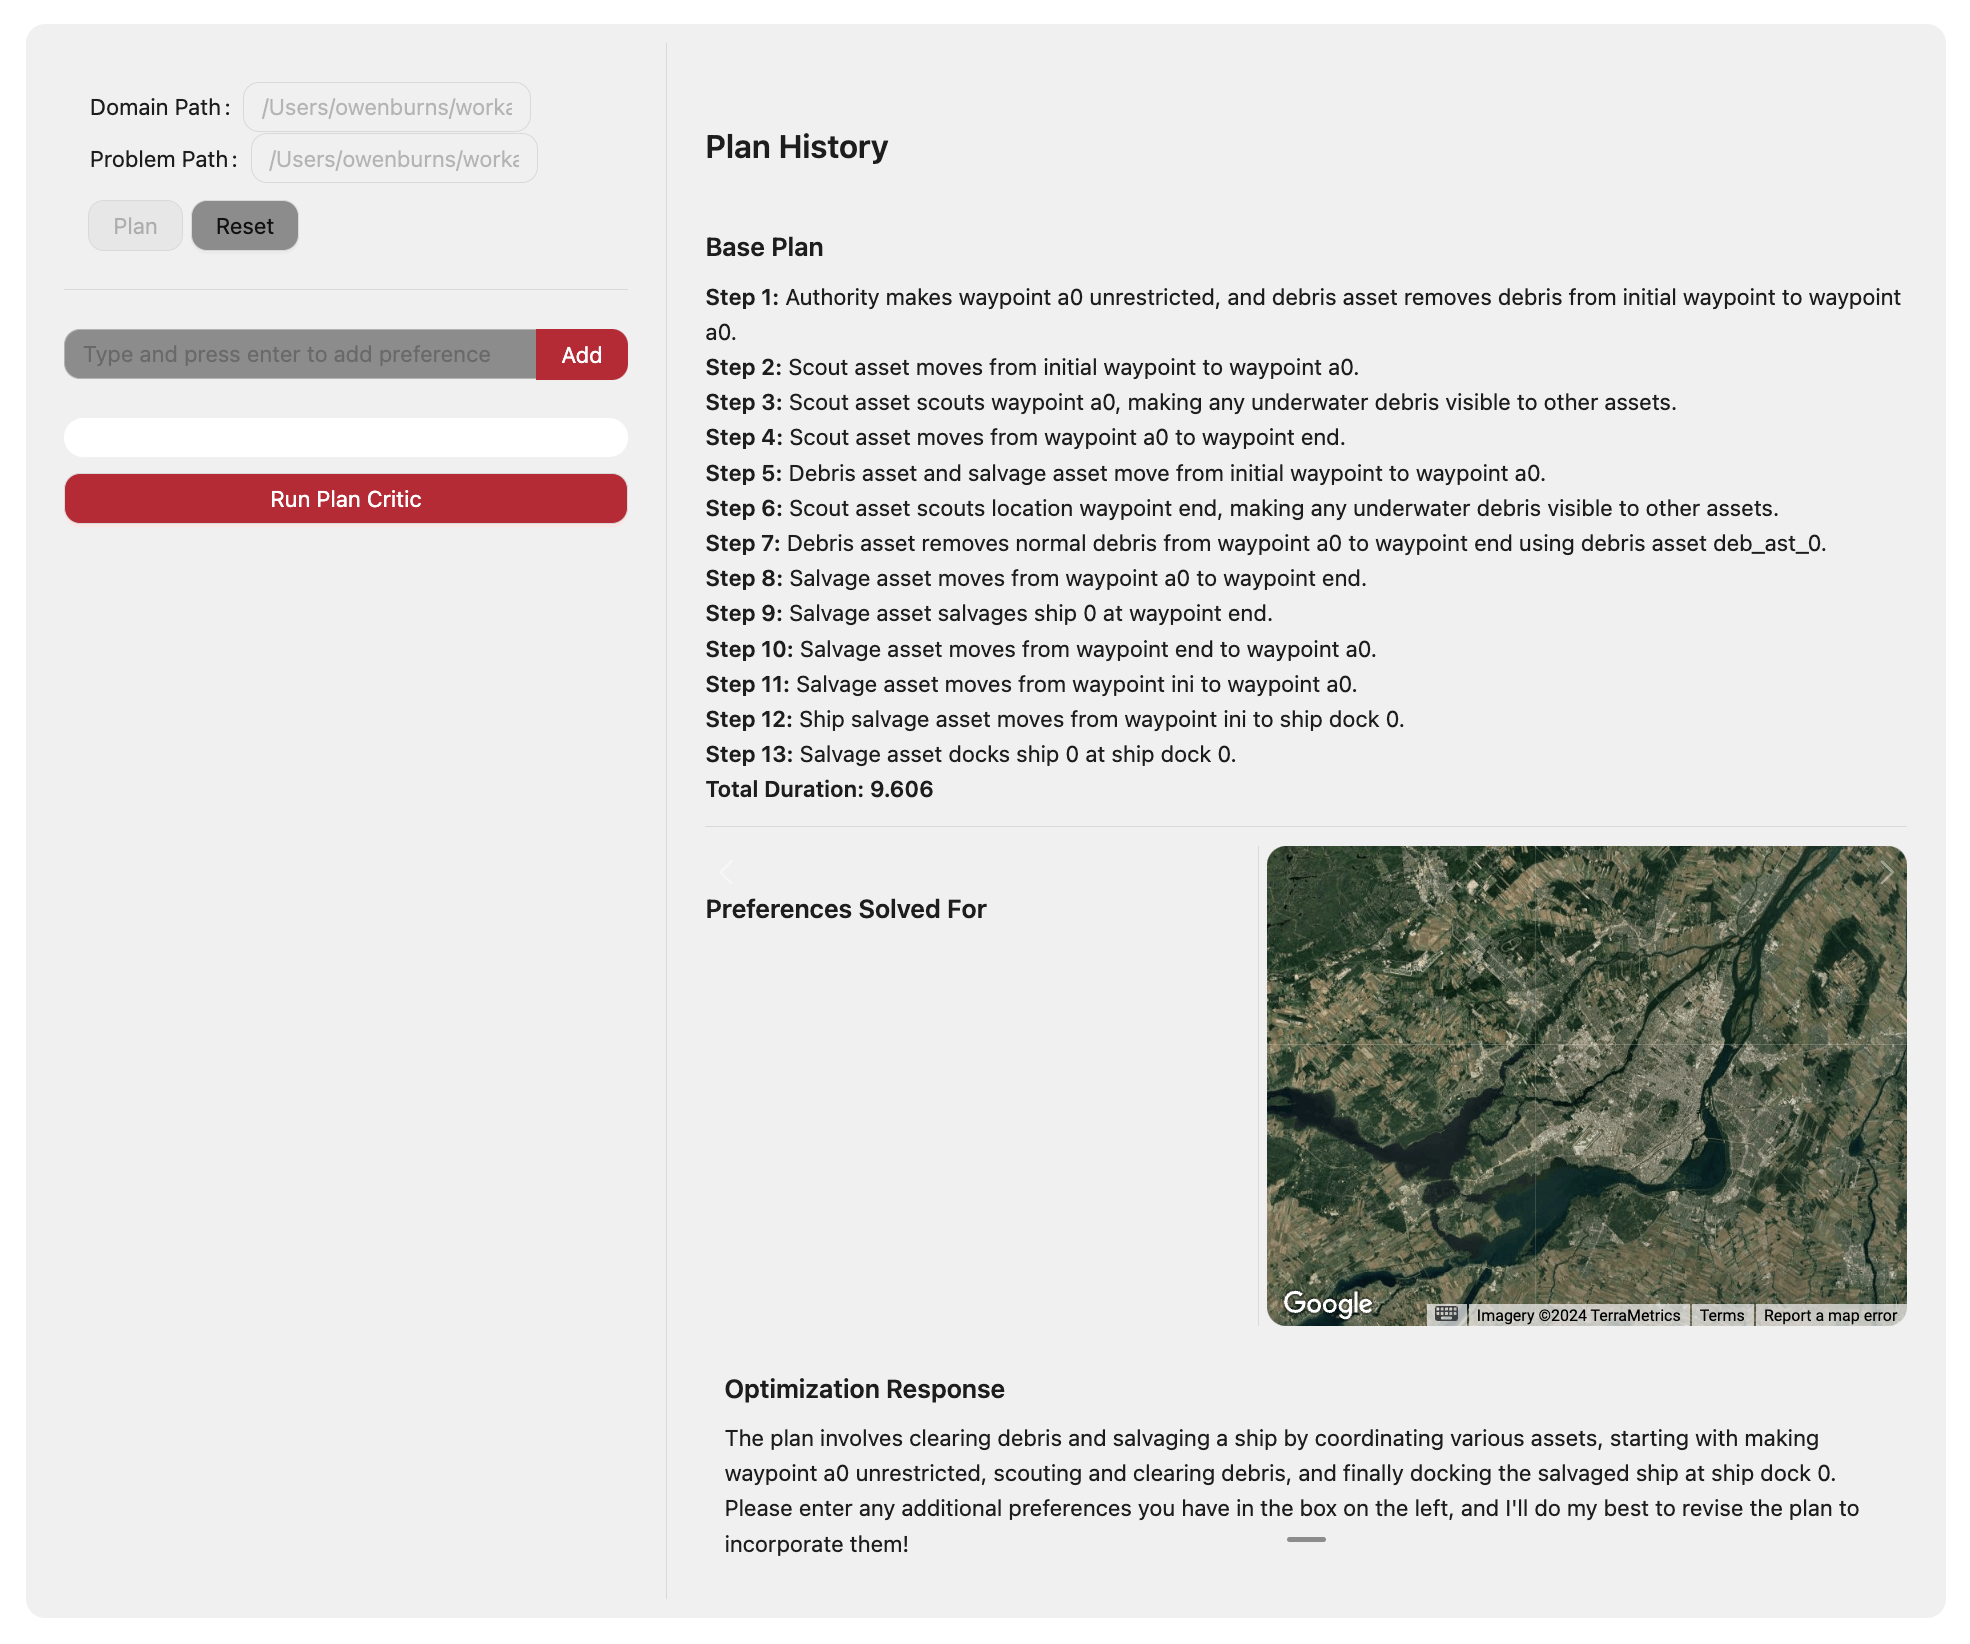 Domain Path: /Users/owenburns/worka
Problem Path: /Users/owenburns/worka
Plan Reset
Type and press enter to add preference Add
Run Plan Critic
Plan History
Base Plan
Step 1: Authority makes waypoint a0 unrestricted, and debris asset removes debris from initial waypoint to waypoint
a0.
Step 2: Scout asset moves from initial waypoint to waypoint a0.
Step 3: Scout asset scouts waypoint a0, making any underwater debris visible to other assets.
Step 4: Scout asset moves from waypoint a0 to waypoint end.
Step 5: Debris asset and salvage asset move from initial waypoint to waypoint a0.
Step 6: Scout asset scouts location waypoint end, making any underwater debris visible to other assets.
Step 7: Debris asset removes normal debris from waypoint a0 to waypoint end using debris asset deb_ast_0.
Step 8: Salvage asset moves from waypoint a0 to waypoint end.
Step 9: Salvage asset salvages ship 0 at waypoint end.
Step 10: Salvage asset moves from waypoint end to waypoint a0.
Step 11: Salvage asset moves from waypoint ini to waypoint a0.
Step 12: Ship salvage asset moves from waypoint ini to ship dock 0.
Step 13: Salvage asset docks ship 0 at ship dock 0.
Total Duration: 9.606
Preferences Solved For
Google
Imagery ©2024 TerraMetrics Terms Report a map error
Optimization Response
The plan involves clearing debris and salvaging a ship by coordinating various assets, starting with making
waypoint a0 unrestricted, scouting and clearing debris, and finally docking the salvaged ship at ship dock 0.
Please enter any additional preferences you have in the box on the left, and I'll do my best to revise the plan to
incorporate them!